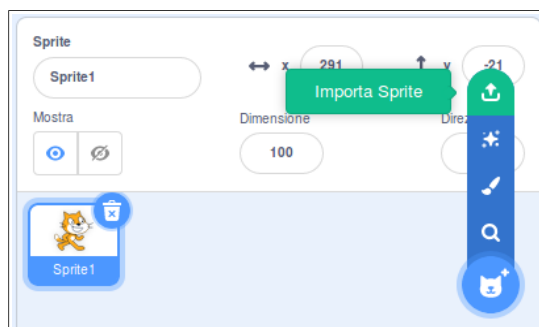 Sprite
Sprite1
x 291
y -21
Importa Sprite
Mostra
Dimensione
100
Sprite1